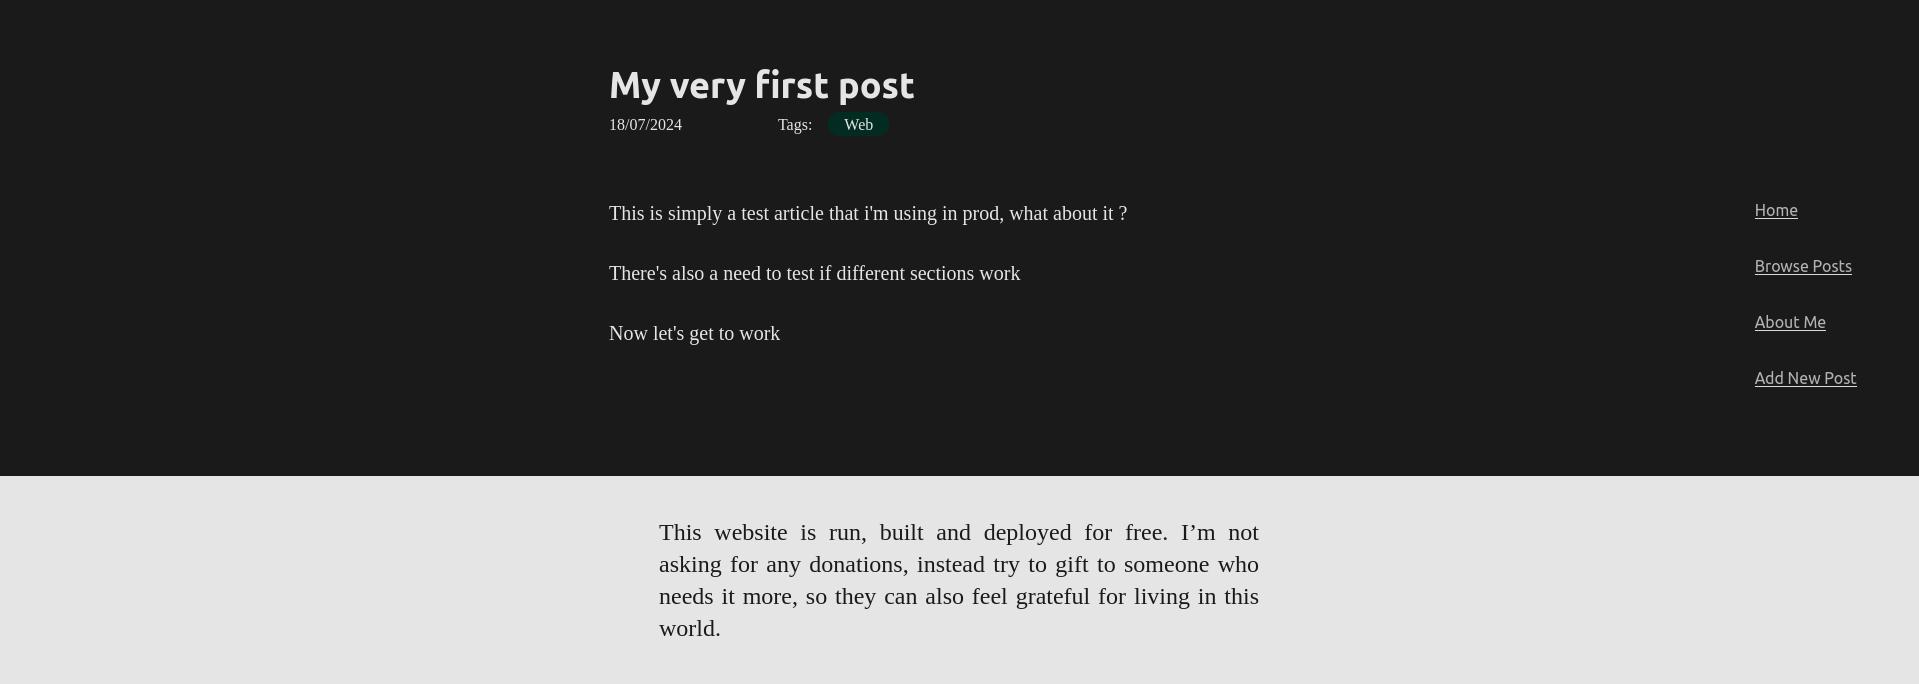 My very first post
18/07/2024 Tags: Web
This is simply a test article that i'm using in prod, what about it ?
There's also a need to test if different sections work
Now let's get to work
Home
Browse Posts
About Me
Add New Post
This website is run, built and deployed for free. I’m not
asking for any donations, instead try to gift to someone who
needs it more, so they can also feel grateful for living in this
world.